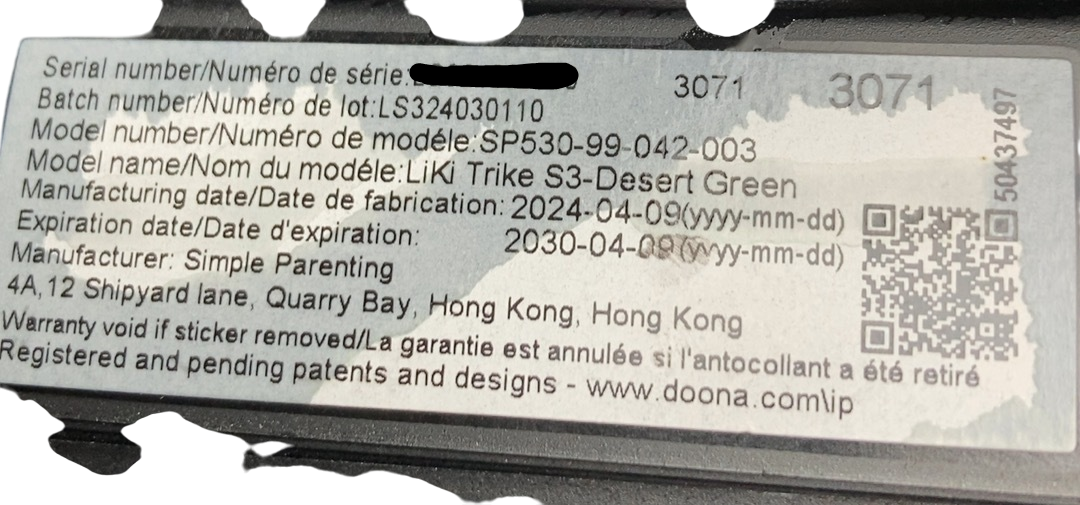 Serial number/Numéro de série: 3071 3071
Batch number/Numéro de lot:LS324030110
Model number/Numéro de modéle:SP530-99-042-003
Model name/Nom du modéle:LiKi Trike S3-Desert Green
Manufacturing date/Date de fabrication: 2024-04-09(yyyy-mm-dd)
Expiration date/Date d'expiration: 2030-04-09(yyyy-mm-dd)
Manufacturer: Simple Parenting
4A,12 Shipyard lane, Quarry Bay, Hong Kong, Hong Kong
Warranty void if sticker removed/La garantie est annulée si l'antocollant a été retiré
Registered and pending patents and designs - www.doona.com\ip
50437497